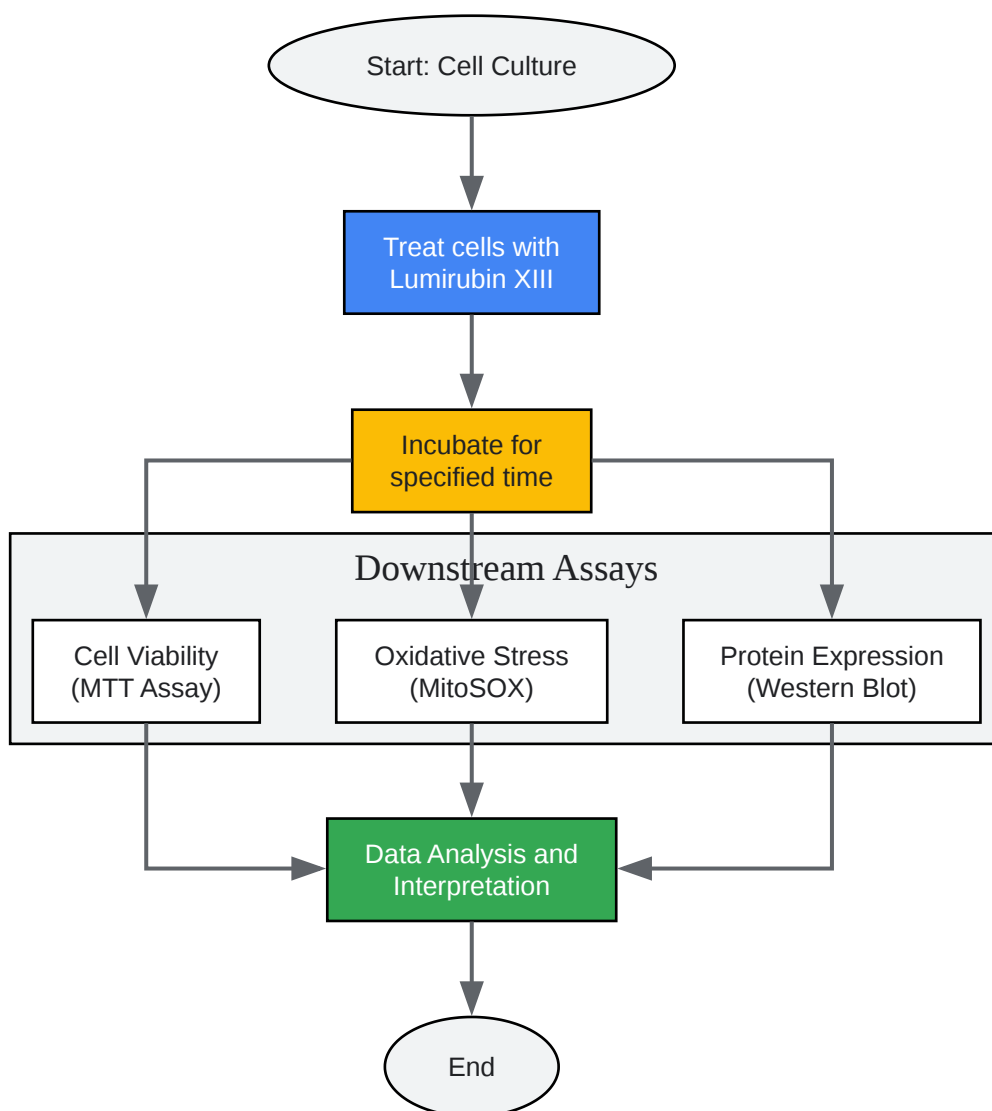 Start: Cell Culture
Treat cells with
Lumirubin XIII
Incubate for
specified time
Downstream Assays
Cell Viability
(MTT Assay)
Oxidative Stress
(MitoSOX)
Protein Expression
(Western Blot)
Data Analysis and
Interpretation
End